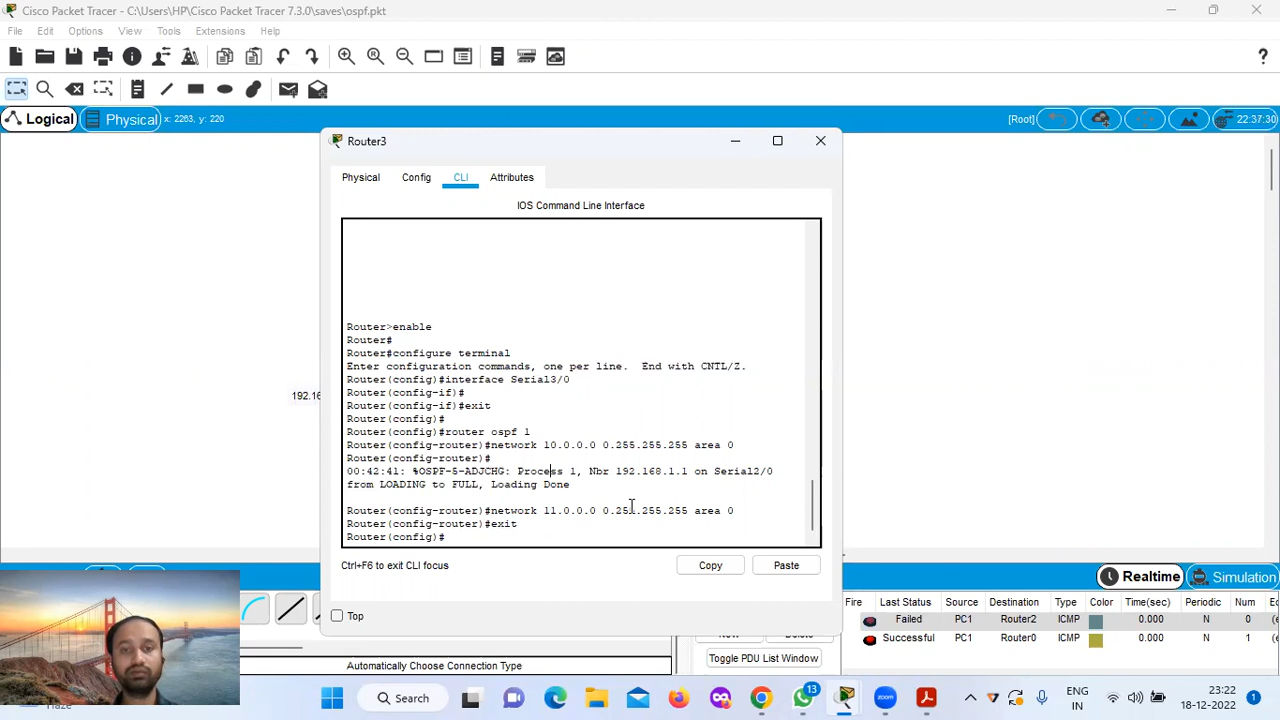 Cisco Packet Tracer - C:\Users\HP\Cisco Packet Tracer 7.3.0\saves\ospf.pkt
File Edit Options View Tools Extensions Help
?
Logical Physical x: 2263, y: 220
[Root] 22:37:30
Router3
Physical Config CLI Attributes
IOS Command Line Interface
Router>enable
Router#
Router#configure terminal
Enter configuration commands, one per line. End with CNTL/Z.
Router(config)#interface Serial3/0
Router(config-if)#
192.16
Router(config-if)#exit
Router(config)#
Router(config)#router ospf 1
Router(config-router)#network 10.0.0.0 0.255.255.255 area 0
Router(config-router)#
00:42:41: %OSPF-5-ADJCHG: Process 1, Nbr 192.168.1.1 on Serial2/0
from LOADING to FULL, Loading Done
Router(config-router)#network 11.0.0.0 0.255.255.255 area 0
Router(config-router)#exit
Router(config)#
Ctrl+F6 to exit CLI focus
Copy Paste
Top
Realtime Simulation
Fire Last Status Source Destination Type Color Time(sec) Periodic Num
Failed PC1 Router2 ICMP 0.000 N 0
Successful PC1 Router0 ICMP 0.000 N 1
Toggle PDU List Window
Automatically Choose Connection Type
Search
13
ENG
IN
23:22
18-12-2022
1